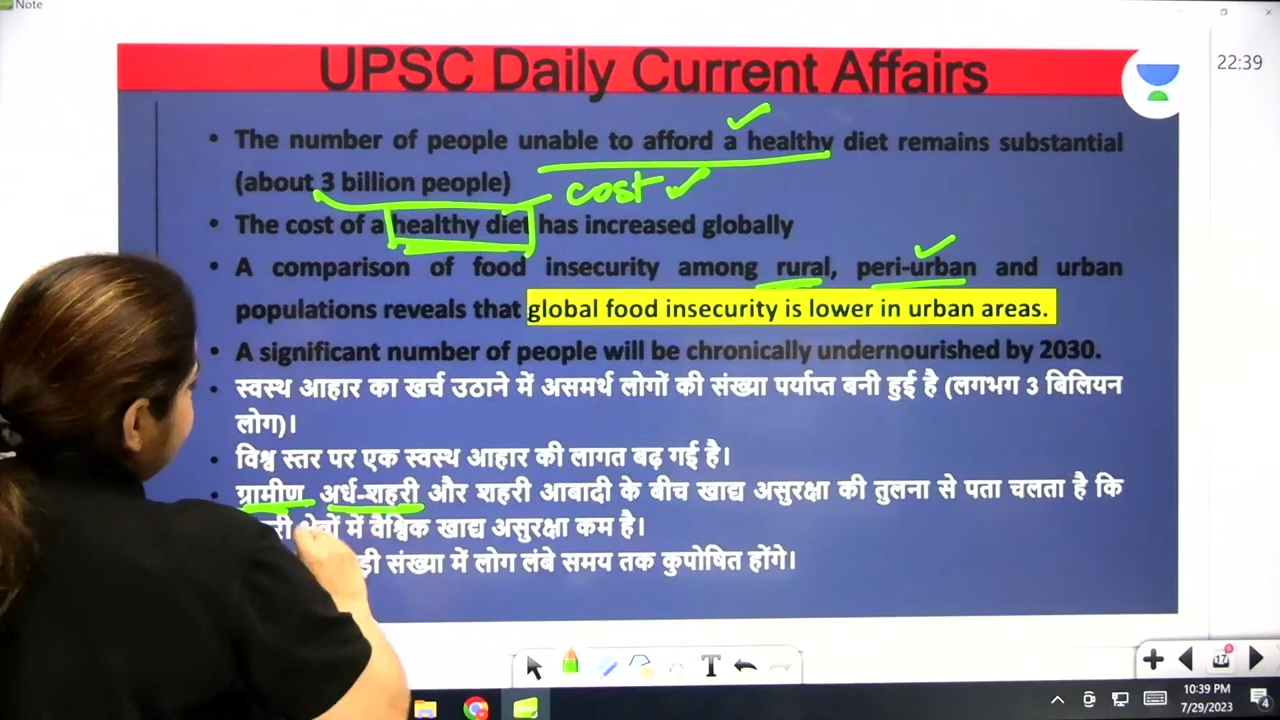 Note
UPSC Daily Current Affairs
22:39
• The number of people unable to afford a healthy diet remains substantial
(about 3 billion people)
cost
• The cost of a healthy diet has increased globally
• A comparison of food insecurity among rural, peri-urban and urban
populations reveals that global food insecurity is lower in urban areas.
• A significant number of people will be chronically undernourished by 2030.
• स्वस्थ आहार का खर्च उठाने में असमर्थ लोगों की संख्या पर्याप्त बनी हुई है (लगभग 3 बिलियन
लोग)।
• विश्व स्तर पर एक स्वस्थ आहार की लागत बढ़ गई है।
• ग्रामीण अर्ध-शहरी और शहरी आबादी के बीच खाद्य असुरक्षा की तुलना से पता चलता है कि
में वैश्विक खाद्य असुरक्षा कम है।
संख्या में लोग लंबे समय तक कुपोषित होंगे।
T
17
10:39 PM
7/29/2023
4